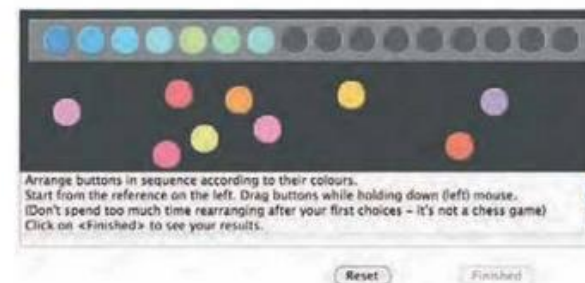 Arrange buttons in sequence according to their colours.
Start from the reference on the left. Drag buttons while holding down (left) mouse.
(Don't spend too much time rearranging after your first choices – it's not a chess game)
Click on <Finished> to see your results.
Reset Finished